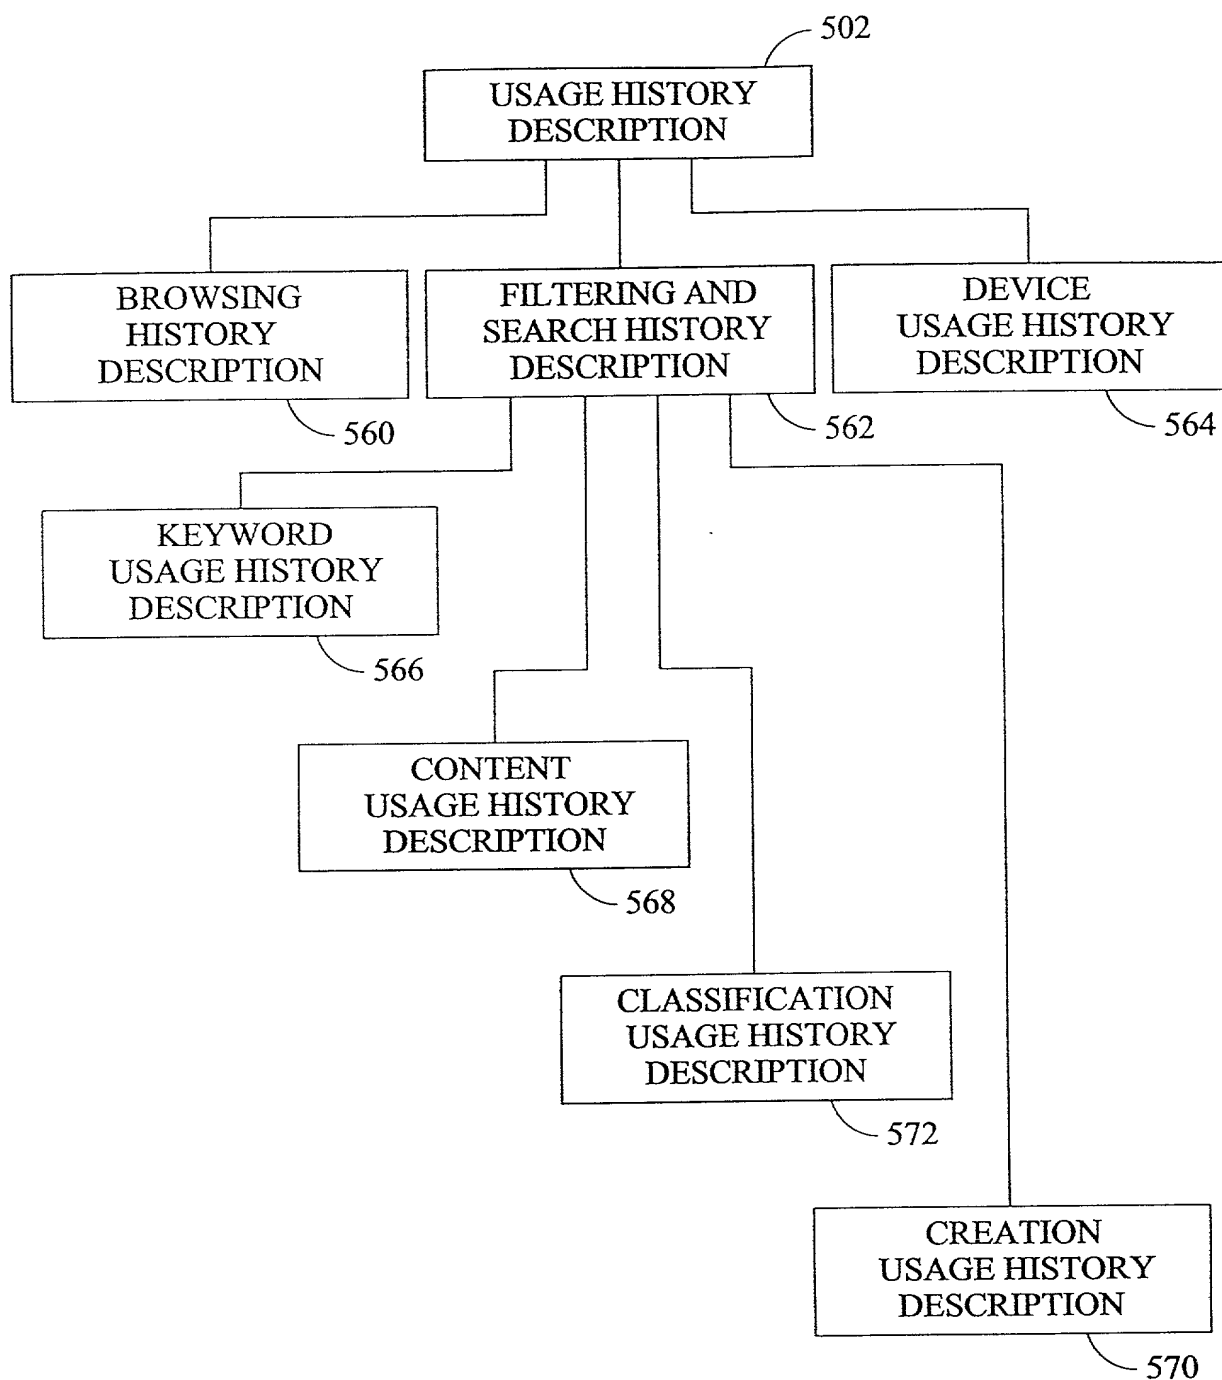 502
USAGE HISTORY
DESCRIPTION
BROWSING
HISTORY
DESCRIPTION
560
FILTERING AND
SEARCH HISTORY
DESCRIPTION
562
DEVICE
USAGE HISTORY
DESCRIPTION
564
KEYWORD
USAGE HISTORY
DESCRIPTION
566
CONTENT
USAGE HISTORY
DESCRIPTION
568
CLASSIFICATION
USAGE HISTORY
DESCRIPTION
572
CREATION
USAGE HISTORY
DESCRIPTION
570